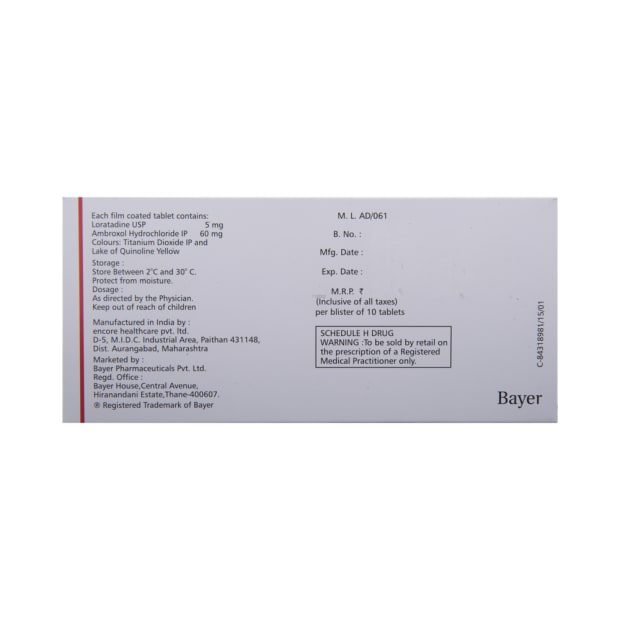 Each film coated tablet contains:
Loratadine USP 5 mg
Ambroxol Hydrochloride IP 60 mg
Colours: Titanium Dioxide IP and
Lake of Quinoline Yellow
Storage :
Store Between 2°C and 30° C.
Protect from moisture.
Dosage :
As directed by the Physician.
Keep out of reach of children
Manufactured in India by :
encore healthcare pvt. ltd.
D-5, M.I.D.C. Industrial Area, Paithan 431148,
Dist. Aurangabad, Maharashtra
Marketed by :
Bayer Pharmaceuticals Pvt. Ltd.
Regd. Office :
Bayer House,Central Avenue,
Hiranandani Estate,Thane-400607.
® Registered Trademark of Bayer
M. L. AD/061
B. No. :
Mfg. Date :
Exp. Date :
M.R.P. ₹
(Inclusive of all taxes)
per blister of 10 tablets
SCHEDULE H DRUG
WARNING :To be sold by retail on
the prescription of a Registered
Medical Practitioner only.
C-84318981/15/01
Bayer